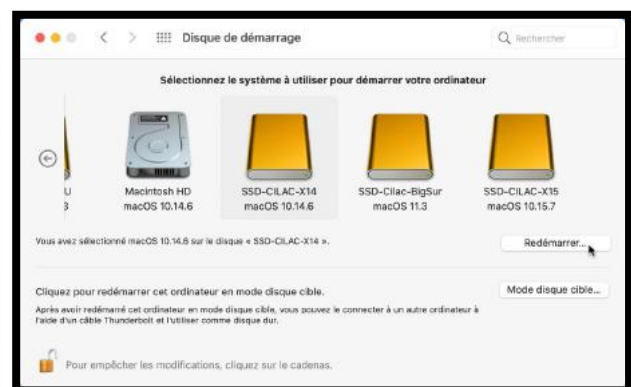 Disque de démarrage
Rechercher
Sélectionnez le système à utiliser pour démarrer votre ordinateur
U Macintosh HD SSD-CILAC-X14 SSD-Cilac-BigSur SSD-CILAC-X15
3 macOS 10.14.6 macOS 10.14.6 macOS 11.3 macOS 10.15.7
Vous avez sélectionné macOS 10.14.6 sur le disque « SSD-CILAC-X14 ».
Redémarrer...
Cliquez pour redémarrer cet ordinateur en mode disque cible.
Mode disque cible...
Après avoir redémarré cet ordinateur en mode disque cible, vous pouvez le connecter à un autre ordinateur à
l'aide d'un câble Thunderbolt et l'utiliser comme disque dur.
Pour empêcher les modifications, cliquez sur le cadenas.